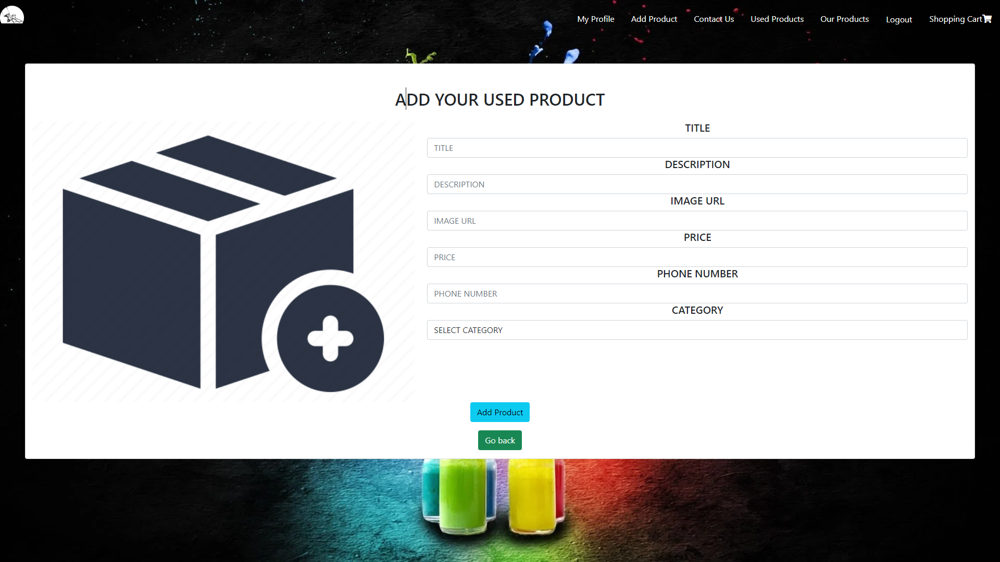 My Profile Add Product Contact Us Used Products Our Products Logout Shopping Cart
ADD YOUR USED PRODUCT
TITLE
TITLE
DESCRIPTION
DESCRIPTION
IMAGE URL
IMAGE URL
PRICE
PRICE
PHONE NUMBER
PHONE NUMBER
CATEGORY
SELECT CATEGORY
Add Product
Go back